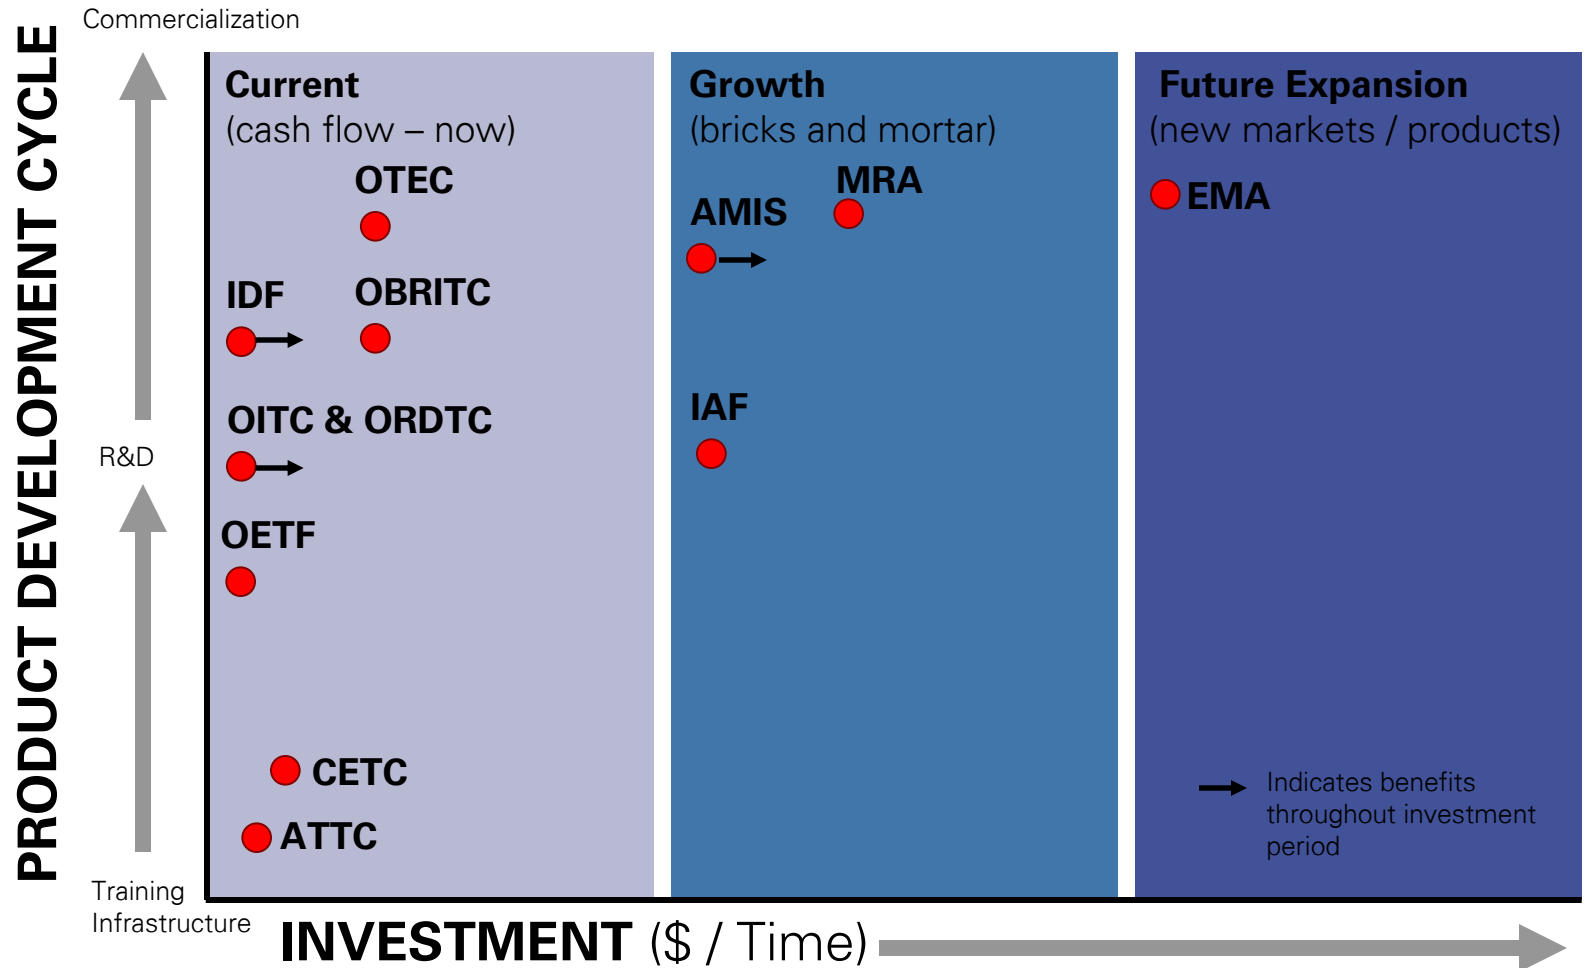 Commercialization
PRODUCT DEVELOPMENT CYCLE
R&D
Training
Infrastructure
Current
(cash flow – now)
OTEC
IDF
OBRITC
OITC & ORDTC
OETF
CETC
ATTC
Growth
(bricks and mortar)
MRA
AMIS
IAF
Future Expansion
(new markets / products)
EMA
Indicates benefits
throughout investment
period
INVESTMENT ($ / Time)